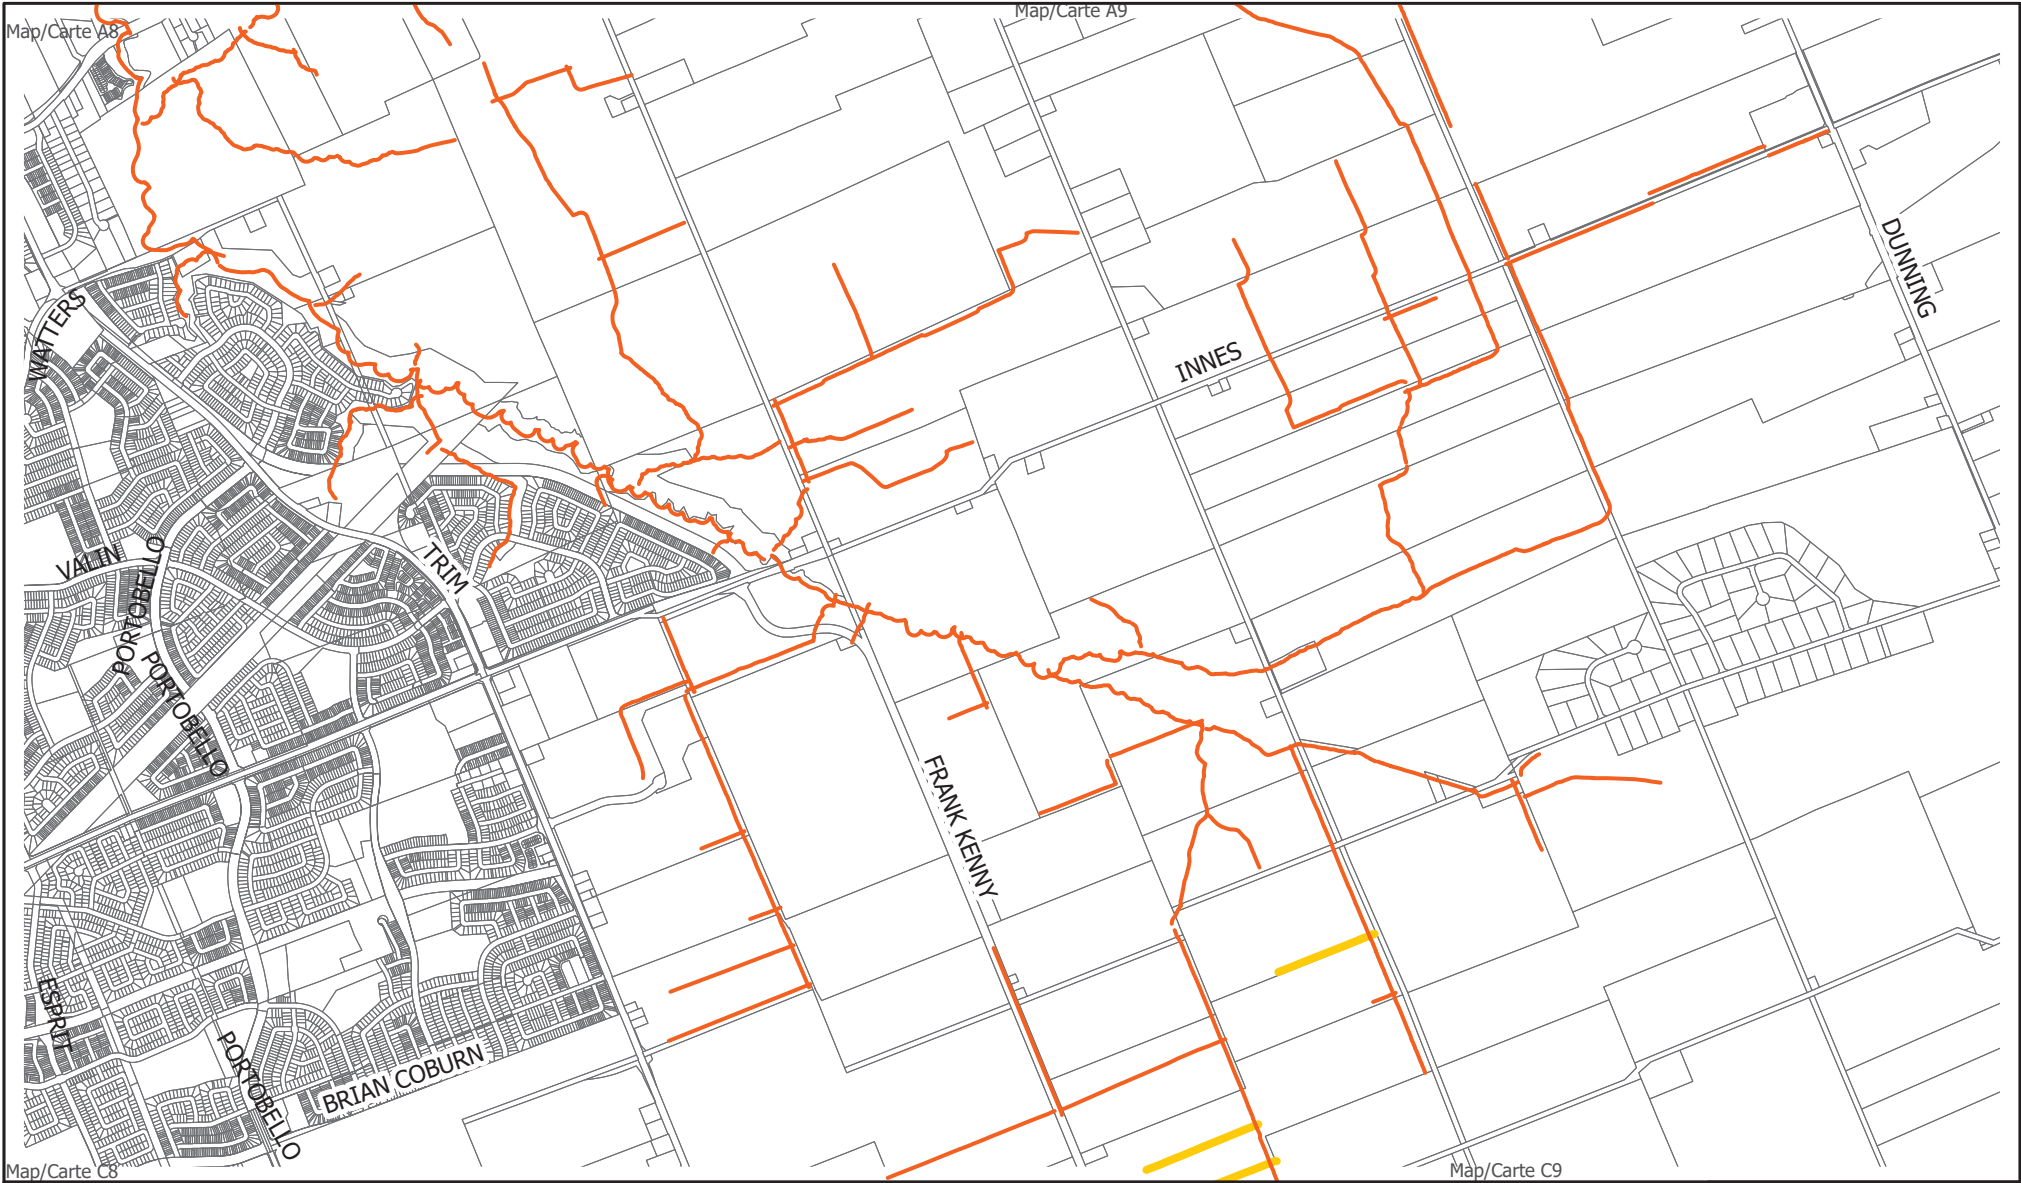 Map/Carte A9
Map/Carte A8
DUNNING
WATTERS
INNES
VALIN
PORTOBELLO
TRIM
PORTOBELLO
FRANK KENNY
ESPRIT
PORTOBELLO
BRIAN COBURN
Map/Carte C8
Map/Carte C9